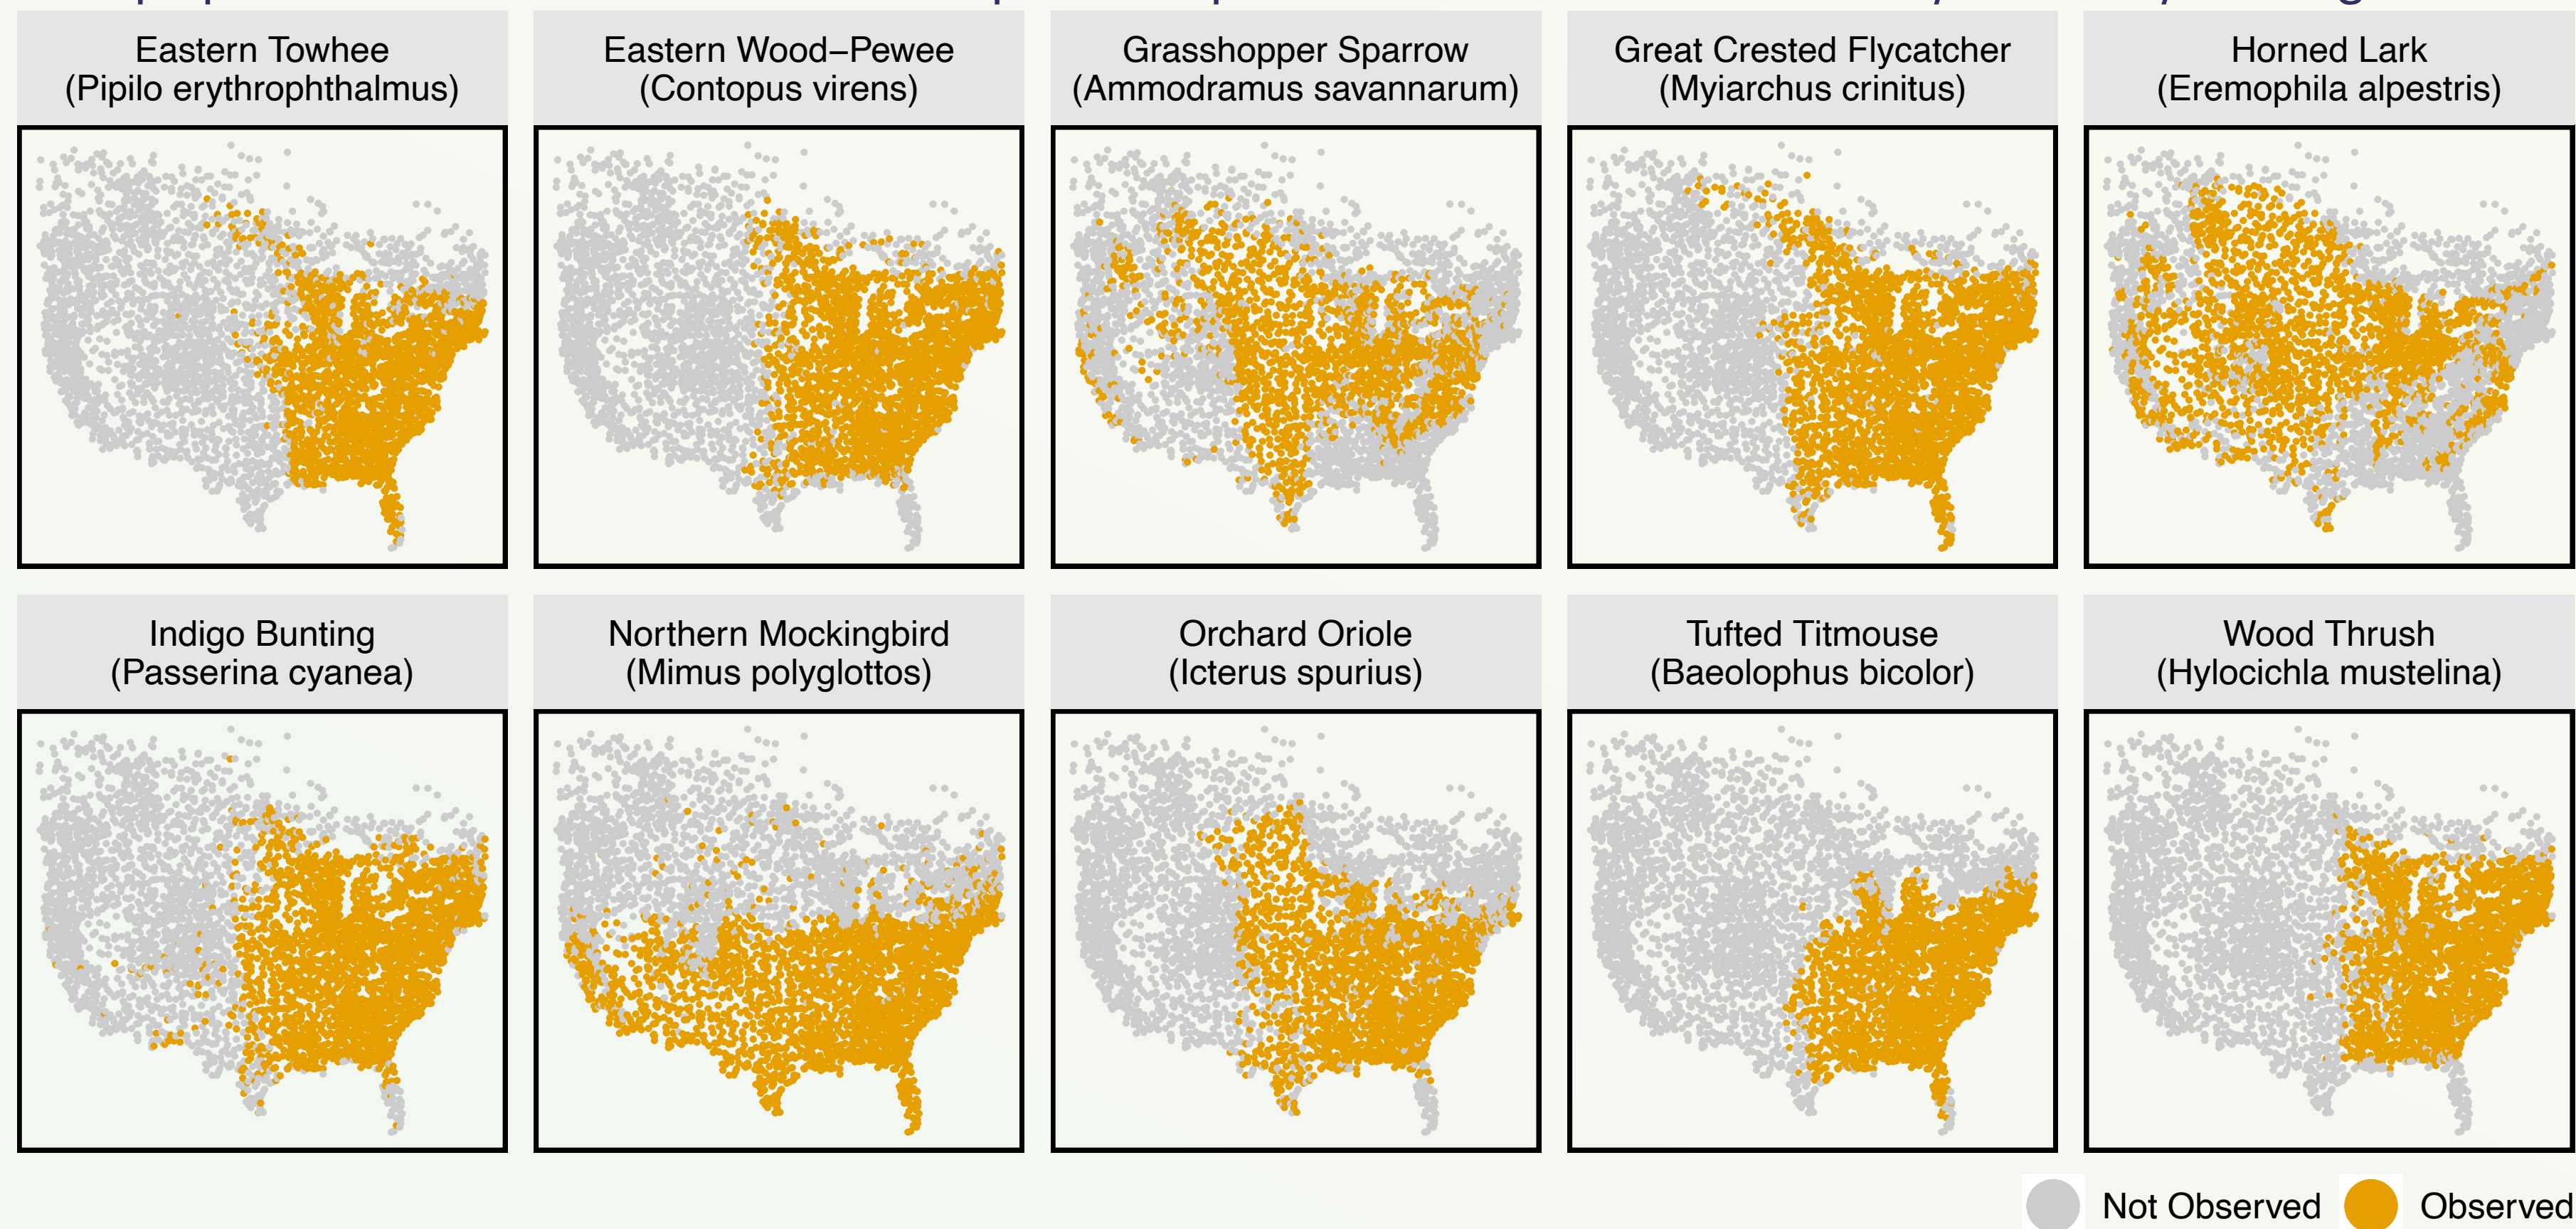 Eastern Towhee
(Pipilo erythrophthalmus)
Eastern Wood–Pewee
(Contopus virens)
Grasshopper Sparrow
(Ammodramus savannarum)
Great Crested Flycatcher
(Myiarchus crinitus)
Horned Lark
(Eremophila alpestris)
Indigo Bunting
(Passerina cyanea)
Northern Mockingbird
(Mimus polyglottos)
Orchard Oriole
(Icterus spurius)
Tufted Titmouse
(Baeolophus bicolor)
Wood Thrush
(Hylocichla mustelina)
Not Observed
Observed